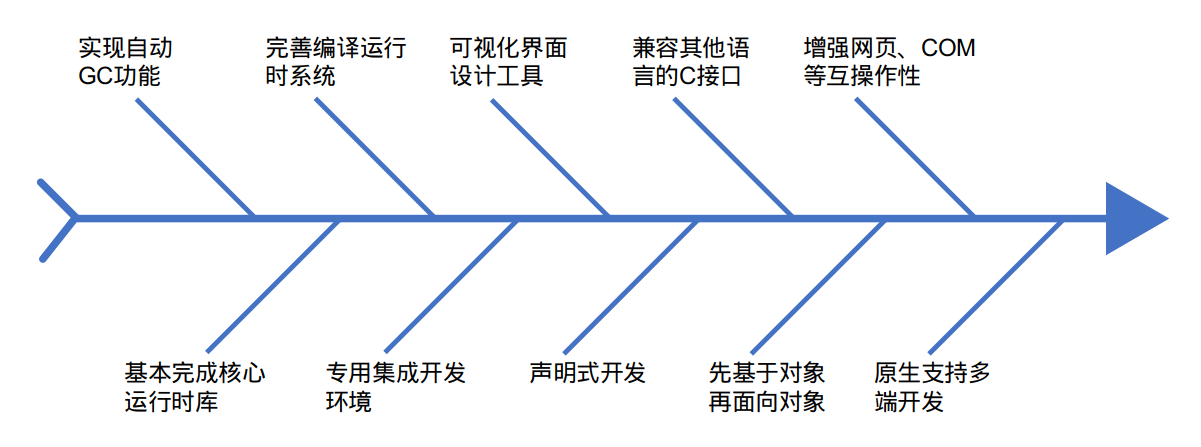 实现自动
GC功能
完善编译运行
时系统
可视化界面
设计工具
兼容其他语
言的C接口
增强网页、COM
等互操作性
基本完成核心
运行时库
专用集成开发
环境
声明式开发
先基于对象
再面向对象
原生支持多
端开发